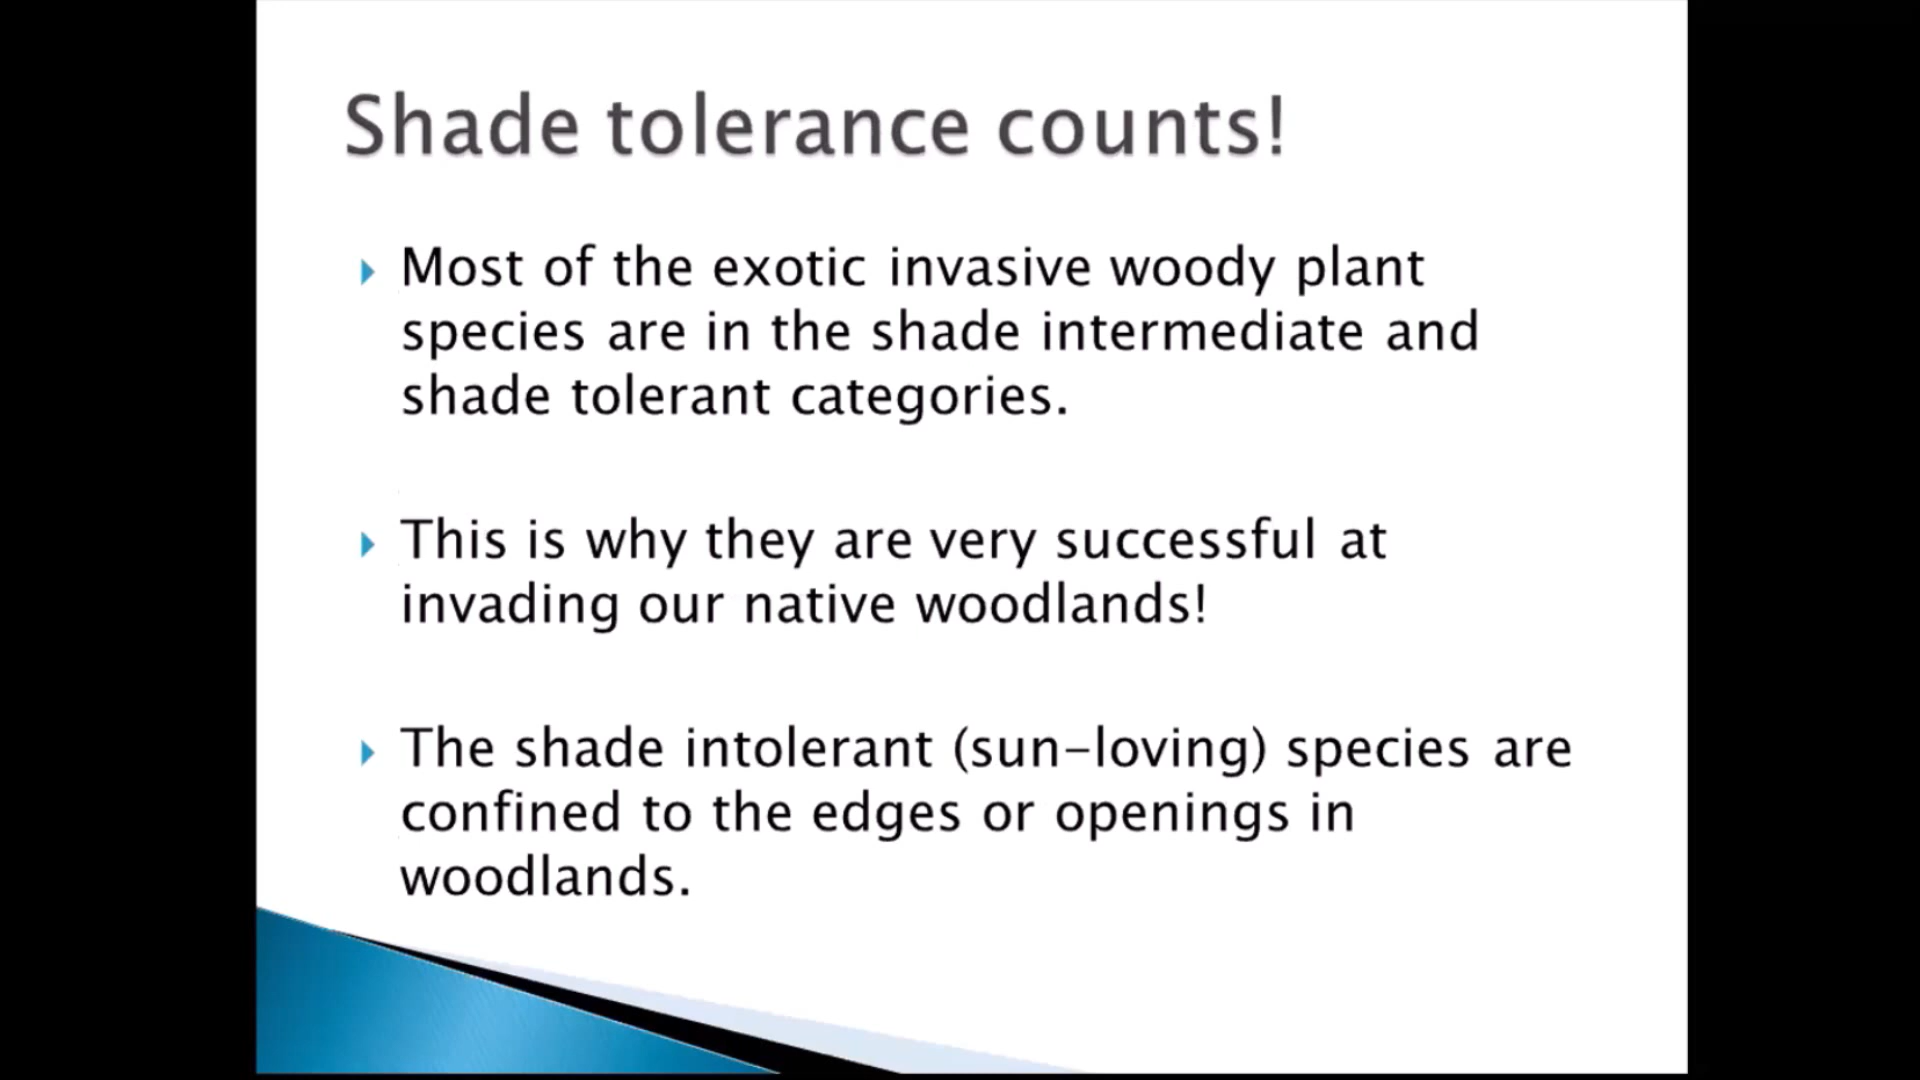 Shade tolerance counts!
Most of the exotic invasive woody plant
species are in the shade intermediate and
shade tolerant categories.
This is why they are very successful at
invading our native woodlands!
The shade intolerant (sun-loving) species are
confined to the edges or openings in
woodlands.